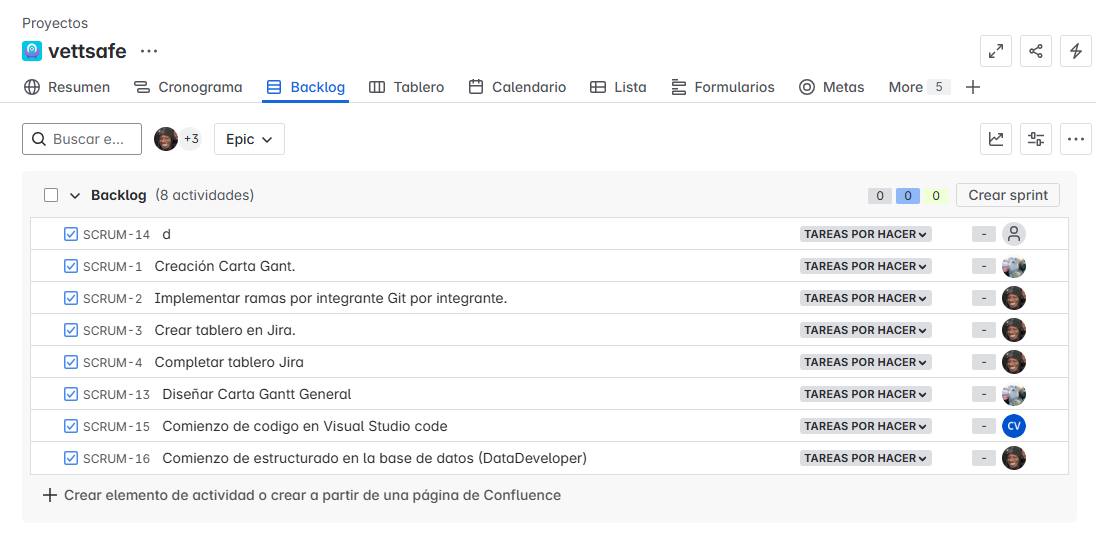 Proyectos
vettsafe
Resumen Cronograma Backlog Tablero Calendario Lista Formularios Metas More 5
Buscar e... +3 Epic
Backlog (8 actividades) 0 0 0 Crear sprint
SCRUM-14 d TAREAS POR HACER -
SCRUM-1 Creación Carta Gant. TAREAS POR HACER -
SCRUM-2 Implementar ramas por integrante Git por integrante. TAREAS POR HACER -
SCRUM-3 Crear tablero en Jira. TAREAS POR HACER -
SCRUM-4 Completar tablero Jira TAREAS POR HACER -
SCRUM-13 Diseñar Carta Gantt General TAREAS POR HACER -
SCRUM-15 Comienzo de codigo en Visual Studio code TAREAS POR HACER - CV
SCRUM-16 Comienzo de estructurado en la base de datos (DataDeveloper) TAREAS POR HACER -
Crear elemento de actividad o crear a partir de una página de Confluence